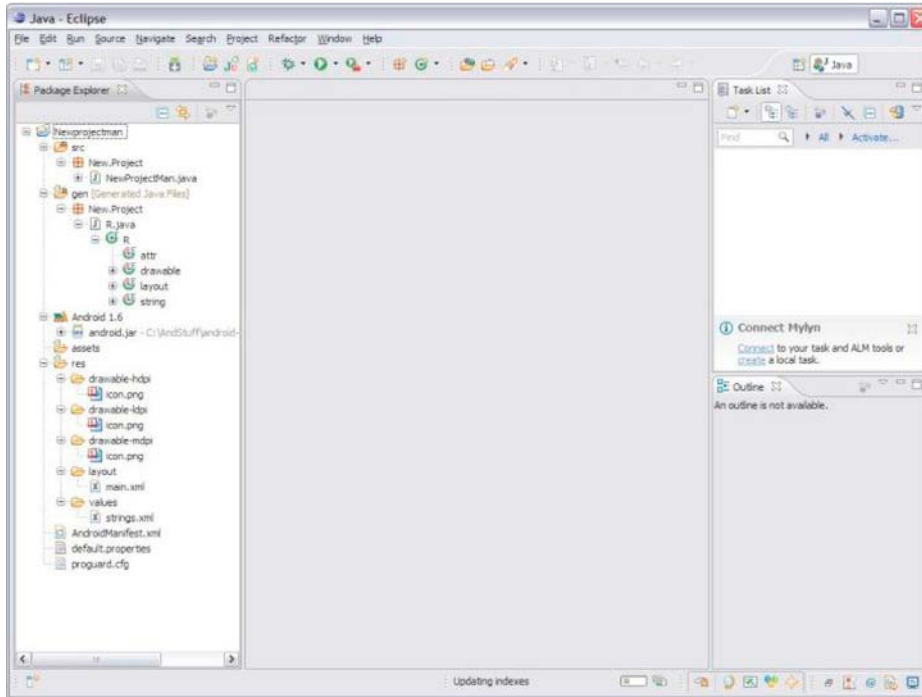 Java - Eclipse
File Edit Run Source Navigate Search Project Refactor Window Help
Java
Package Explorer
Newprojectman
src
New.Project
NewProjectMan.java
gen [Generated Java Files]
New.Project
R.java
R
attr
drawable
layout
string
Android 1.6
android.jar - C:\AndStuff\android-
assets
res
drawable-hdpi
icon.png
drawable-ldpi
icon.png
drawable-mdpi
icon.png
layout
main.xml
values
strings.xml
AndroidManifest.xml
default.properties
proguard.cfg
Task List
Find All Activate...
Connect Mylyn
Connect to your task and ALM tools or
create a local task.
Outline
An outline is not available.
Updating indexes